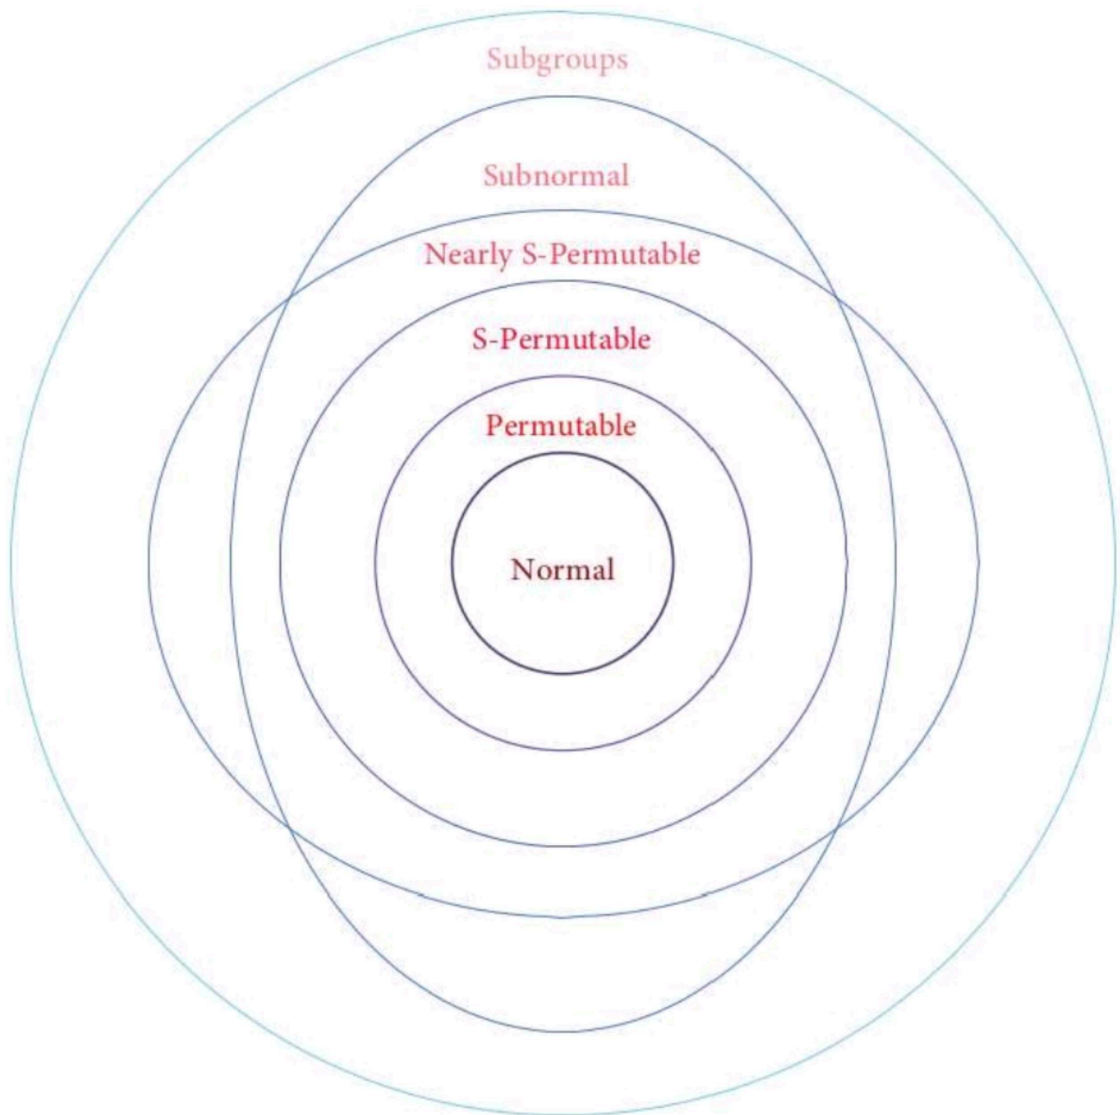 Subgroups
Subnormal
Nearly S-Permutable
S-Permutable
Permutable
Normal